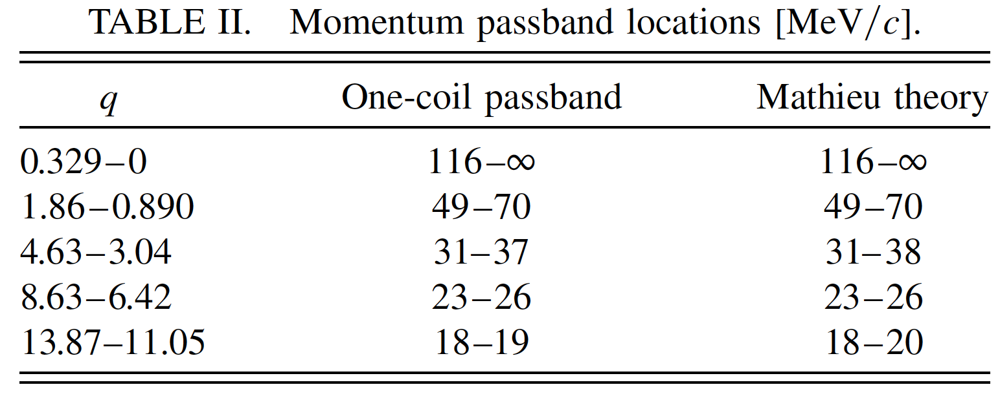 TABLE II. Momentum passband locations [MeV/c].
q One-coil passband Mathieu theory
0.329–0 116–∞ 116–∞
1.86–0.890 49–70 49–70
4.63–3.04 31–37 31–38
8.63–6.42 23–26 23–26
13.87–11.05 18–19 18–20